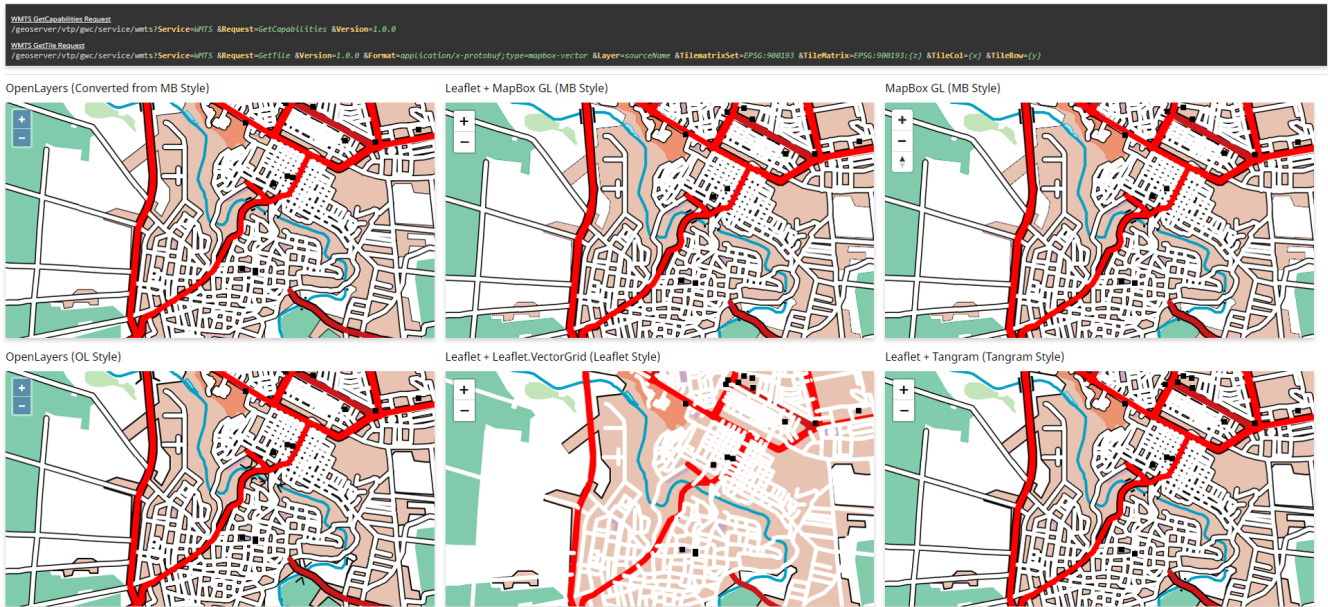 WMTS GetCapabilities Request
/geoserver/vtp/gwc/service/wmts?Service=WMTS &Request=GetCapabilities &Version=1.0.0
WMTS GetTile Request
/geoserver/vtp/gwc/service/wmts?Service=WMTS &Request=GetTile &Version=1.0.0 &Format=application/x-protobuf;type=mapbox-vector &Layer=sourceName &TilematrixSet=EPSG:900193 &TileMatrix=EPSG:900193:{z} &TileCol={x} &TileRow={y}
OpenLayers (Converted from MB Style)
Leaflet + MapBox GL (MB Style)
MapBox GL (MB Style)
+
−
+
−
+
−
OpenLayers (OL Style)
Leaflet + Leaflet.VectorGrid (Leaflet Style)
Leaflet + Tangram (Tangram Style)
+
−
+
−
+
−